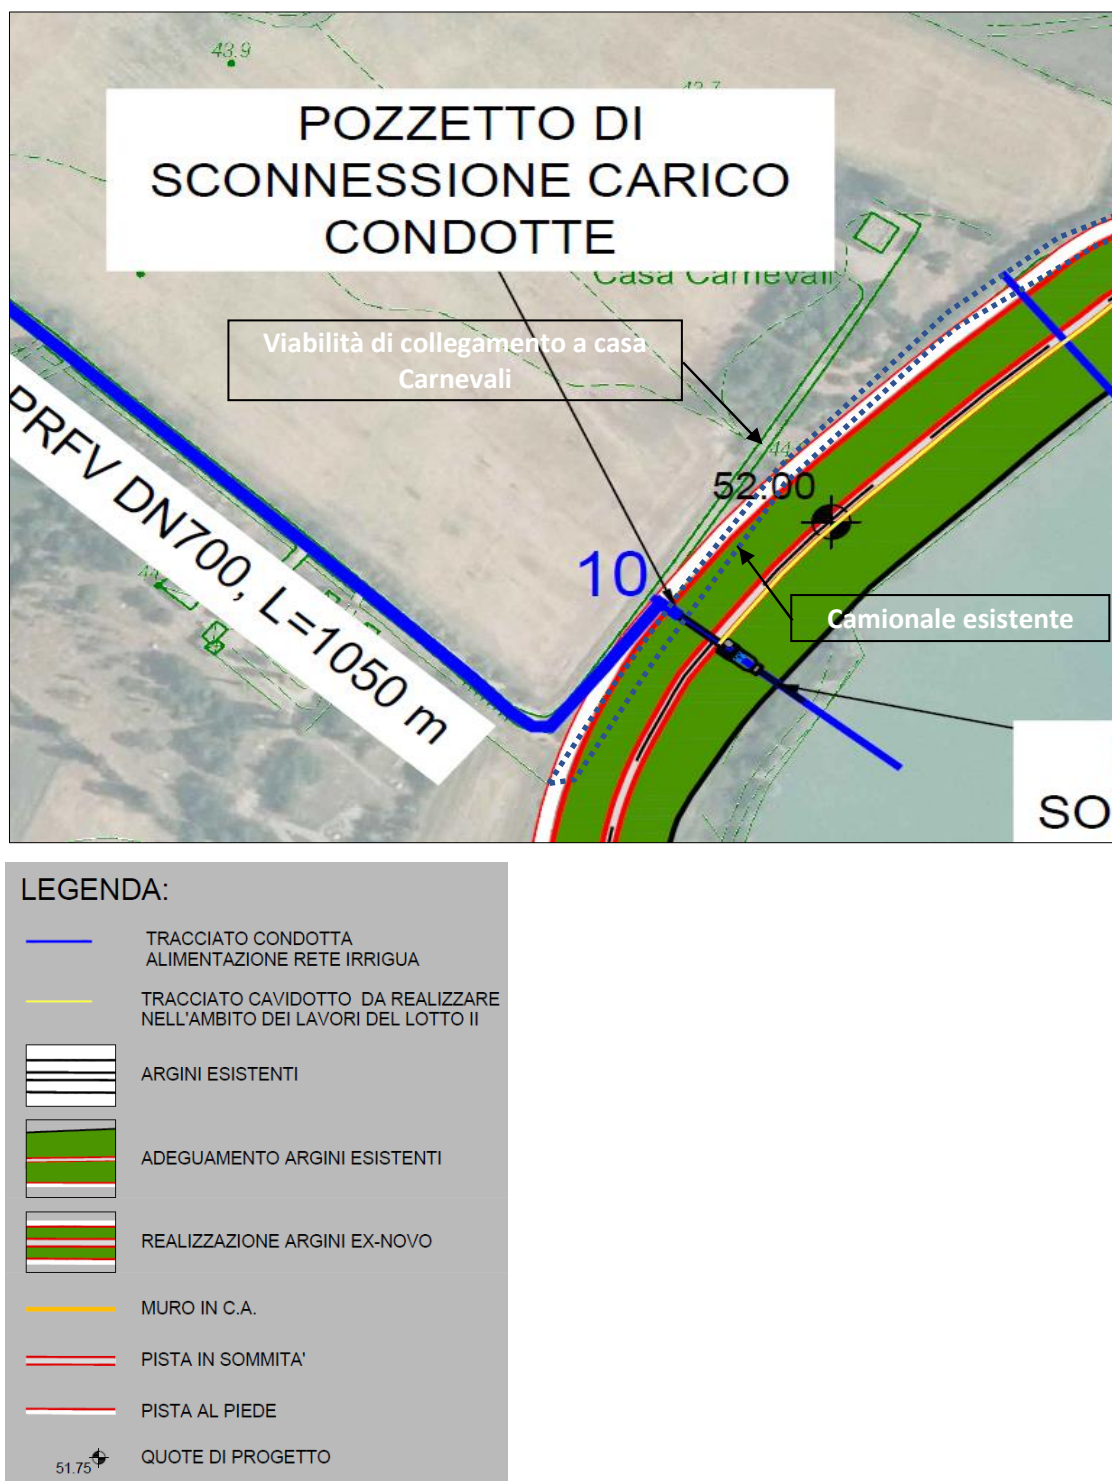 43.9
POZZETTO DI
SCONNESSIONE CARICO
CONDOTTE
Casa Carnevali
Viabilità di collegamento a casa
Carnevali
44
52.00
10
PRFV DN700, L=1050 m
Camionale esistente
SO
LEGENDA:
TRACCIATO CONDOTTA
ALIMENTAZIONE RETE IRRIGUA
TRACCIATO CAVIDOTTO DA REALIZZARE
NELL'AMBITO DEI LAVORI DEL LOTTO II
ARGINI ESISTENTI
ADEGUAMENTO ARGINI ESISTENTI
REALIZZAZIONE ARGINI EX-NOVO
MURO IN C.A.
PISTA IN SOMMITA'
PISTA AL PIEDE
51.75
QUOTE DI PROGETTO